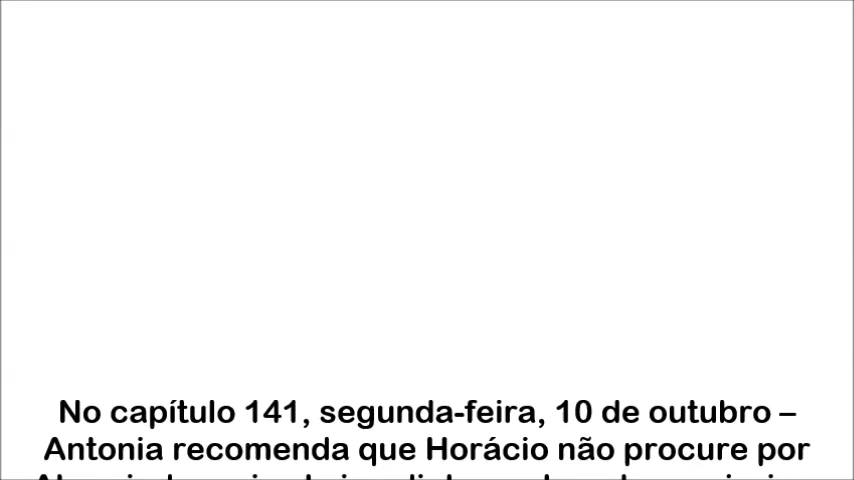 No capítulo 141, segunda-feira, 10 de outubro –
Antonia recomenda que Horácio não procure por